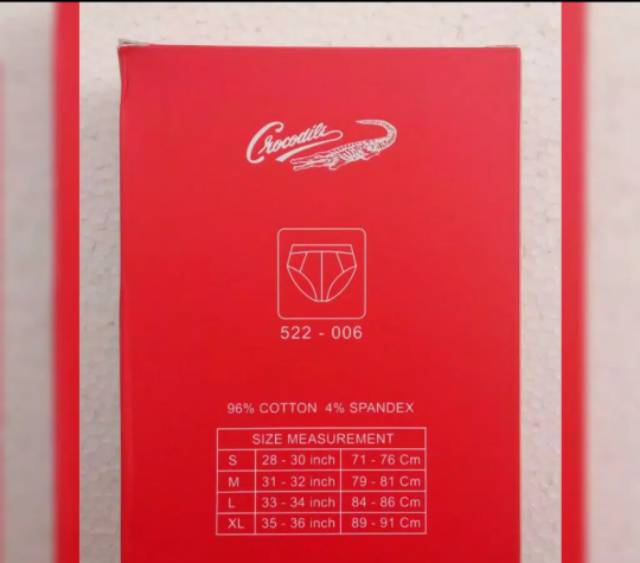 Crocodile
522 - 006
96% COTTON 4% SPANDEX
SIZE MEASUREMENT
S 28 - 30 inch 71 - 76 Cm
M 31 - 32 inch 79 - 81 Cm
L 33 - 34 inch 84 - 86 Cm
XL 35 - 36 inch 89 - 91 Cm